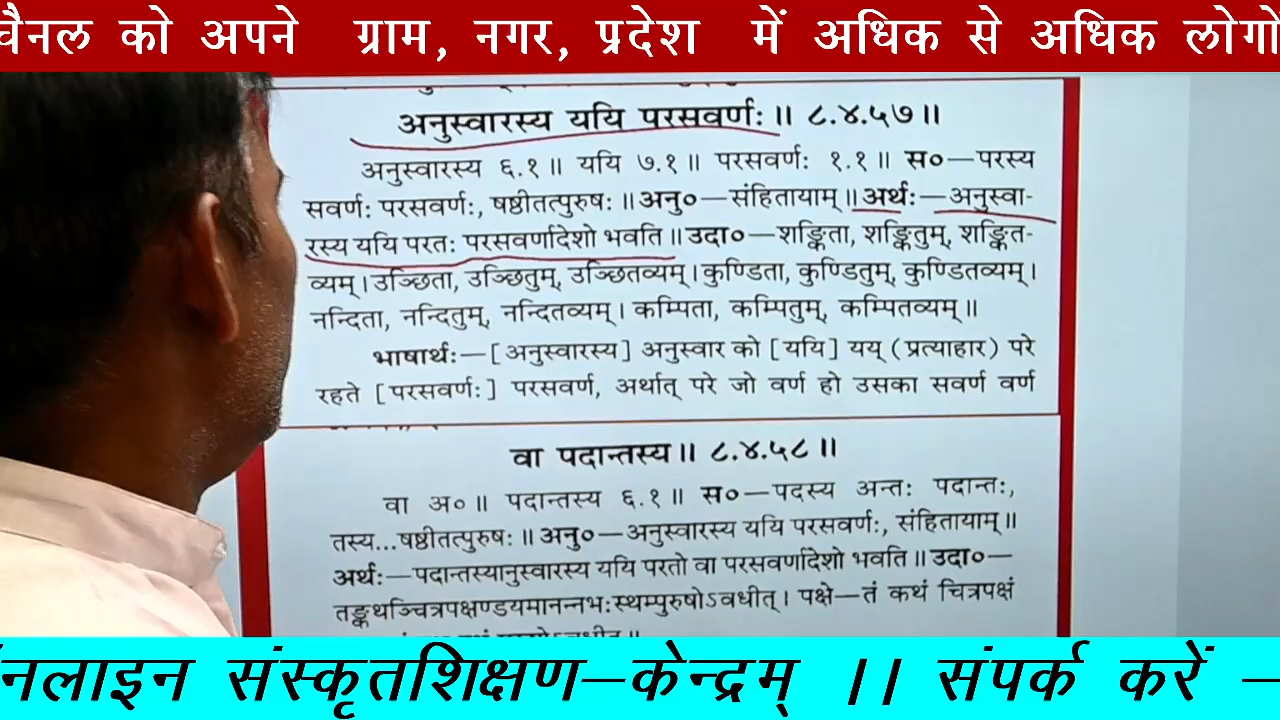 चैनल को अपने ग्राम, नगर, प्रदेश में अधिक से अधिक लोगों
अनुस्वारस्य ययि परसवर्णः॥ ८.४.५७॥
अनुस्वारस्य ६.१॥ ययि ७.१॥ परसवर्णः १.१॥ स०—परस्य
सवर्णः परसवर्णः, षष्ठीतत्पुरुषः॥ अनु०—संहितायाम्॥ अर्थः—अनुस्वा-
रस्य ययि परतः परसवर्णादेशो भवति॥ उदा०—शङ्किता, शङ्कितुम्, शङ्कित-
व्यम्। उञ्छिता, उञ्छितुम्, उञ्छितव्यम्। कुण्डिता, कुण्डितुम्, कुण्डितव्यम्।
नन्दिता, नन्दितुम्, नन्दितव्यम्। कम्पिता, कम्पितुम्, कम्पितव्यम्॥
भाषार्थः—[अनुस्वारस्य] अनुस्वार को [ययि] यय् (प्रत्याहार) परे
रहते [परसवर्णः] परसवर्ण, अर्थात् परे जो वर्ण हो उसका सवर्ण वर्ण
वा पदान्तस्य॥ ८.४.५८॥
वा अ०॥ पदान्तस्य ६.१॥ स०—पदस्य अन्तः पदान्तः,
तस्य...षष्ठीतत्पुरुषः॥ अनु०—अनुस्वारस्य ययि परसवर्णः, संहितायाम्॥
अर्थः—पदान्तस्यानुस्वारस्य ययि परतो वा परसवर्णादेशो भवति॥ उदा०—
तङ्कथञ्चित्रपक्षण्डयमानन्नभःस्थम्पुरुषोऽवधीत्। पक्षे—तं कथं चित्रपक्षं
नलाइन संस्कृतशिक्षण—केन्द्रम् ।। संपर्क करें —